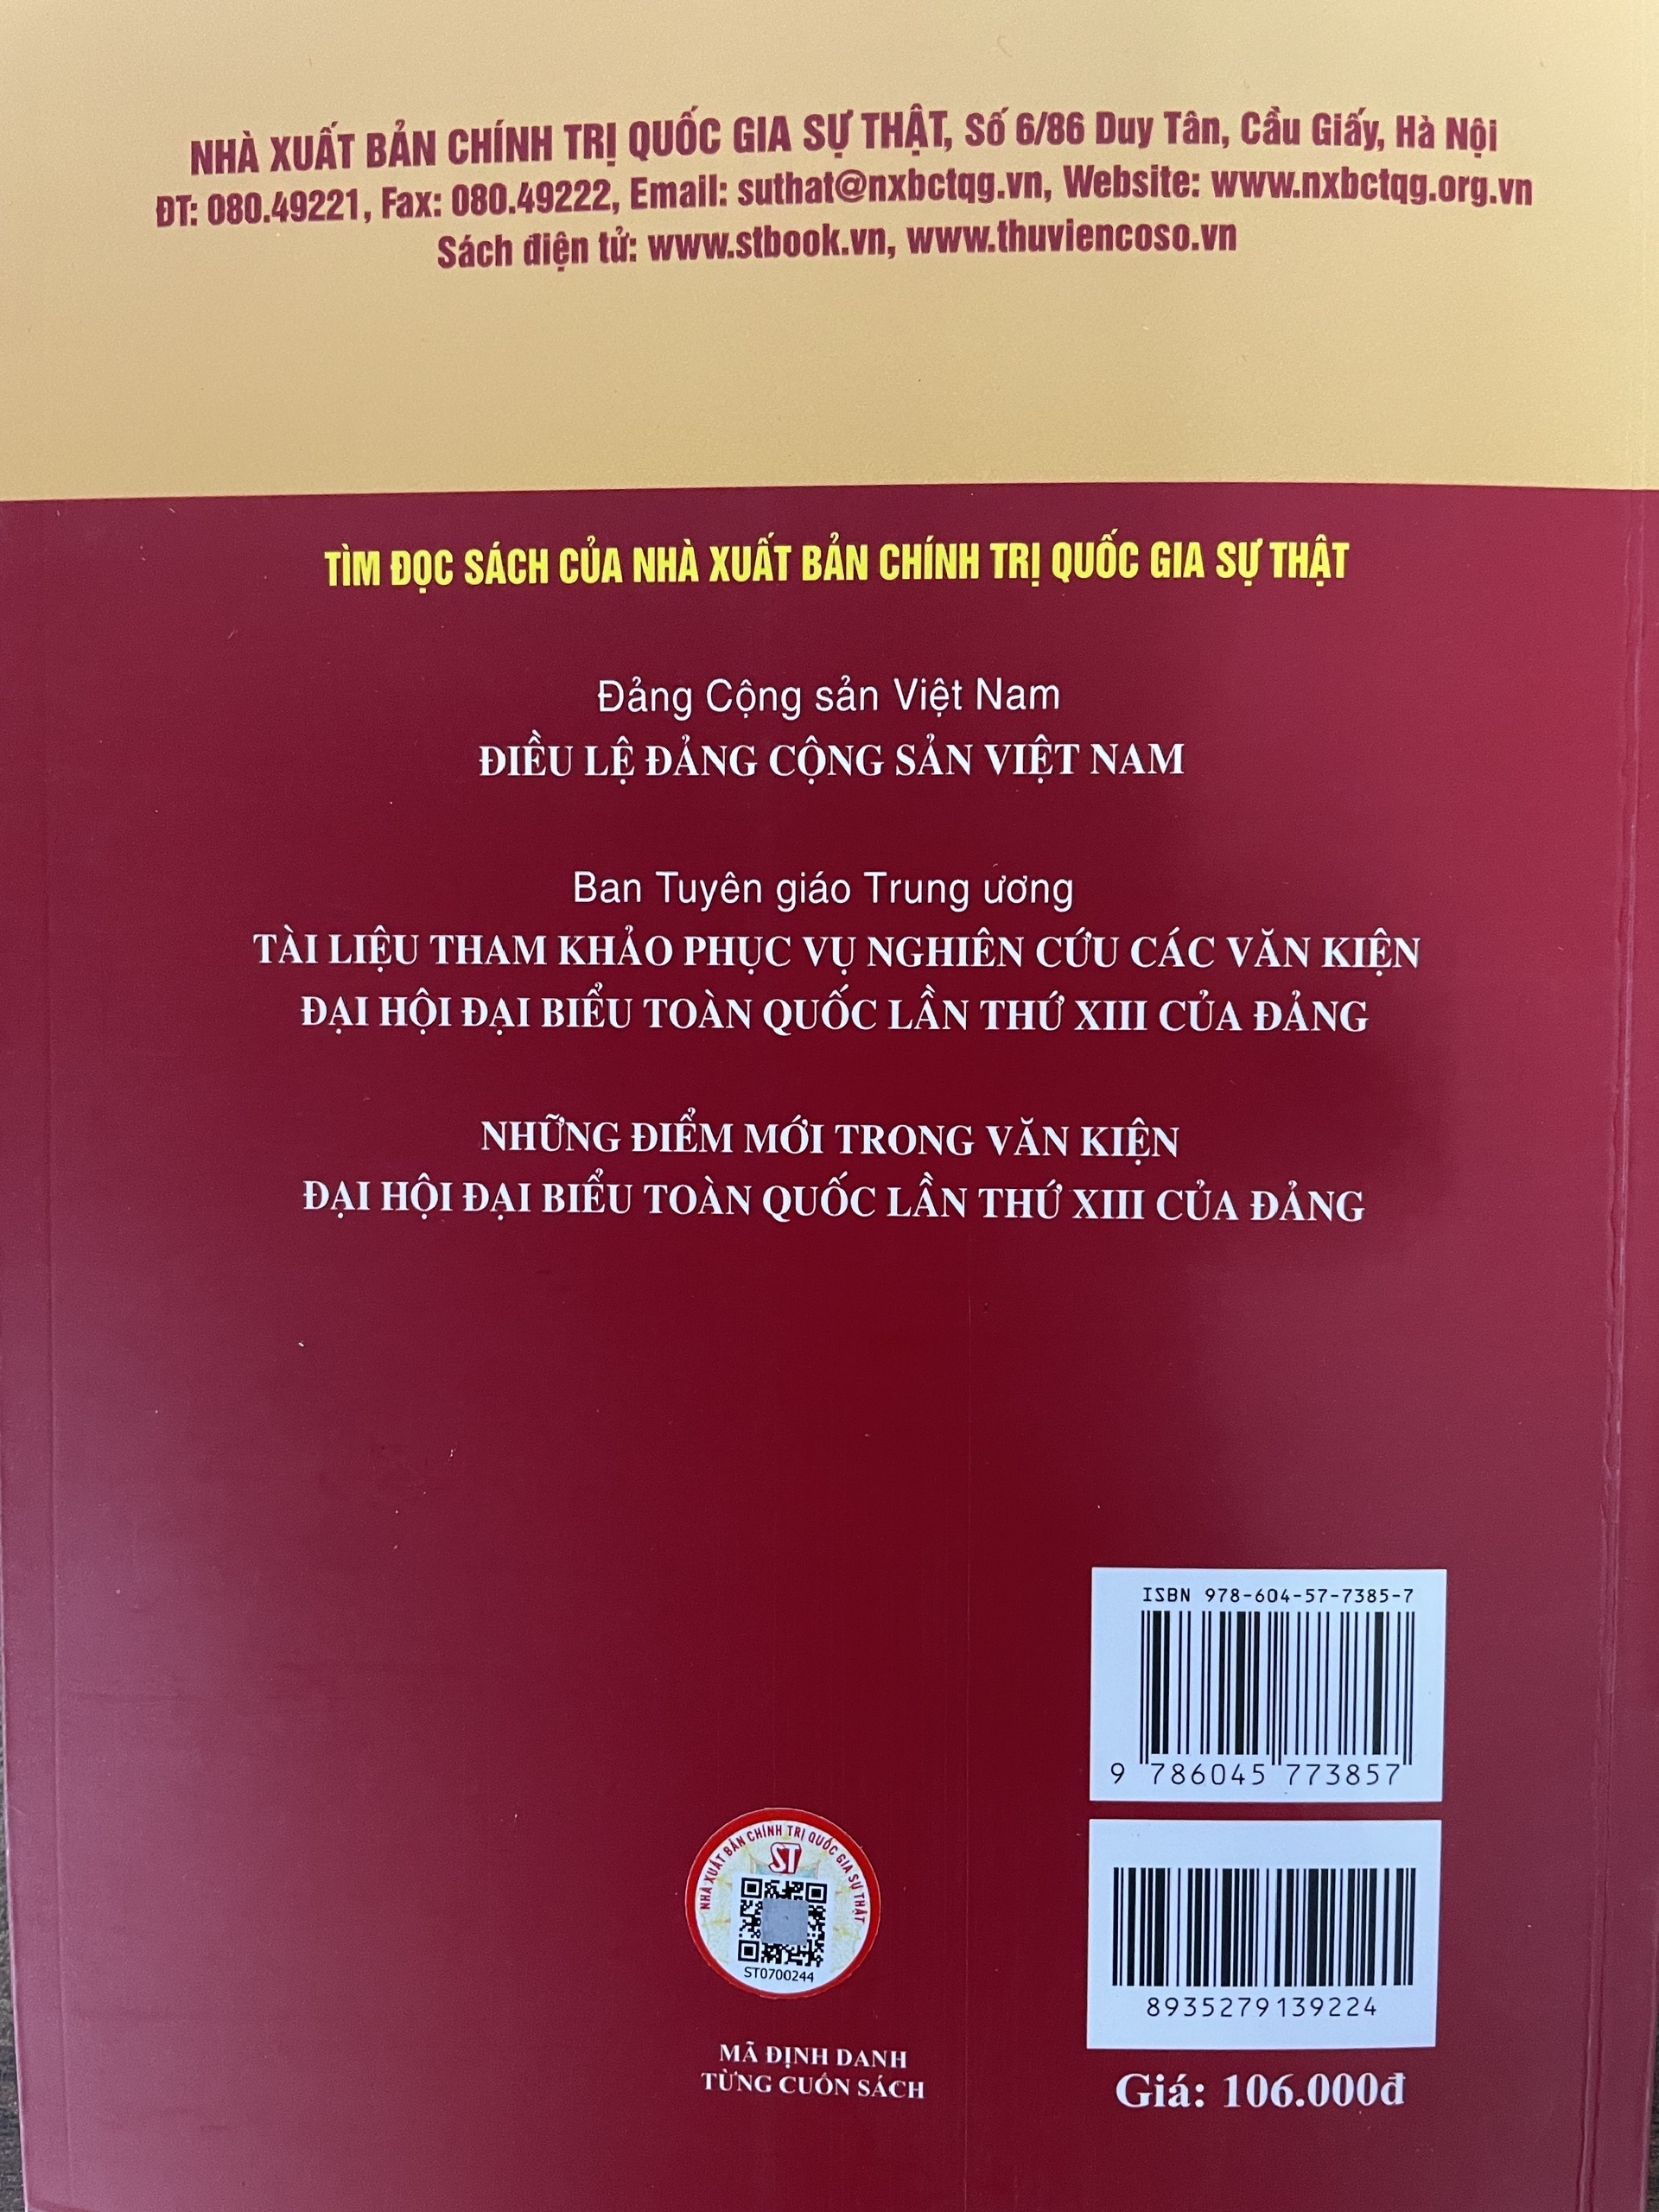 NHÀ XUẤT BẢN CHÍNH TRỊ QUỐC GIA SỰ THẬT, Số 6/86 Duy Tân, Cầu Giấy, Hà Nội
ĐT: 080.49221, Fax: 080.49222, Email: suthat@nxbctqg.vn, Website: www.nxbctqg.org.vn
Sách điện tử: www.stbook.vn, www.thuviencoso.vn
TÌM ĐỌC SÁCH CỦA NHÀ XUẤT BẢN CHÍNH TRỊ QUỐC GIA SỰ THẬT
Đảng Cộng sản Việt Nam
ĐIỀU LỆ ĐẢNG CỘNG SẢN VIỆT NAM
Ban Tuyên giáo Trung ương
TÀI LIỆU THAM KHẢO PHỤC VỤ NGHIÊN CỨU CÁC VĂN KIỆN
ĐẠI HỘI ĐẠI BIỂU TOÀN QUỐC LẦN THỨ XIII CỦA ĐẢNG
NHỮNG ĐIỂM MỚI TRONG VĂN KIỆN
ĐẠI HỘI ĐẠI BIỂU TOÀN QUỐC LẦN THỨ XIII CỦA ĐẢNG
ISBN 978-604-57-7385-7
9 786045 773857
NHÀ XUẤT BẢN CHÍNH TRỊ QUỐC GIA SỰ THẬT
ST
ST0700244
8935279139224
MÃ ĐỊNH DANH
TỪNG CUỐN SÁCH
Giá: 106.000đ